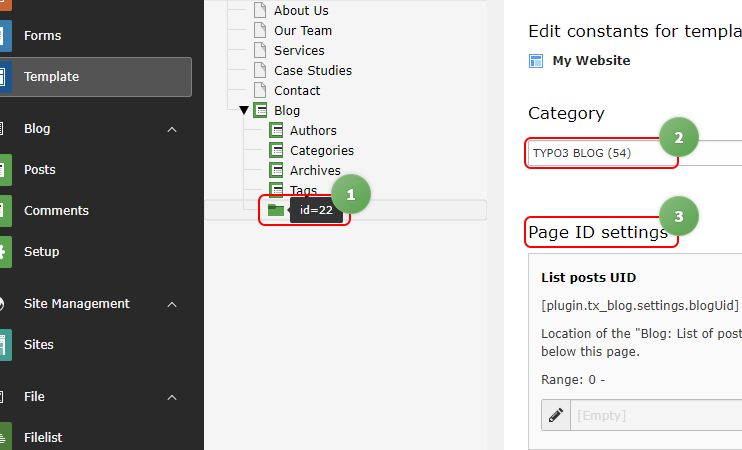 Forms
Template
Blog
Posts
Comments
Setup
Site Management
Sites
File
Filelist
About Us
Our Team
Services
Case Studies
Contact
Blog
Authors
Categories
Archives
Tags
id=22
1
Edit constants for templa
My Website
Category
2
TYPO3 BLOG (54)
3
Page ID settings
List posts UID
[plugin.tx_blog.settings.blogUid]
Location of the "Blog: List of post
below this page.
Range: 0 -
[Empty]